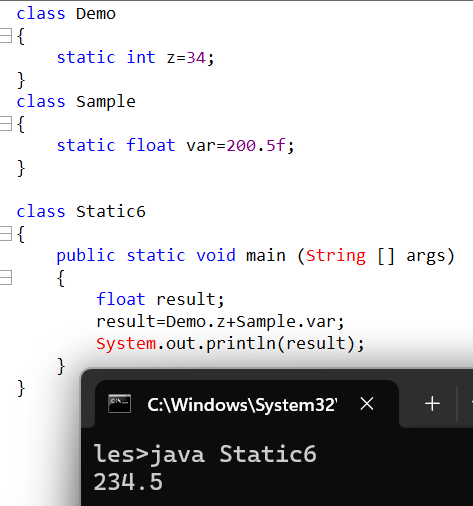 class Demo
{
    static int z=34;
}
class Sample
{
    static float var=200.5f;
}

class Static6
{
    public static void main (String [] args)
    {
        float result;
        result=Demo.z+Sample.var;
        System.out.println(result);
    }
}
C:\Windows\System32\
les>java Static6
234.5